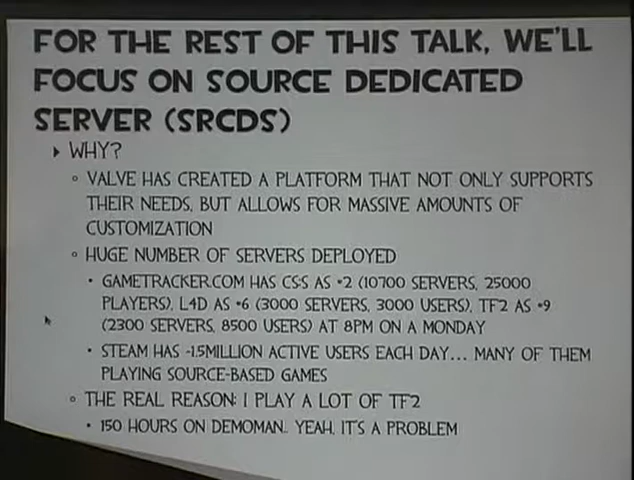 FOR THE REST OF THIS TALK, WE'LL
FOCUS ON SOURCE DEDICATED
SERVER (SRCDS)
WHY?
VALVE HAS CREATED A PLATFORM THAT NOT ONLY SUPPORTS
THEIR NEEDS, BUT ALLOWS FOR MASSIVE AMOUNTS OF
CUSTOMIZATION
HUGE NUMBER OF SERVERS DEPLOYED
GAMETRACKER.COM HAS CS:S AS #2 (10700 SERVERS, 25000
PLAYERS), L4D AS #6 (3000 SERVERS, 3000 USERS), TF2 AS #9
(2300 SERVERS, 8500 USERS) AT 8PM ON A MONDAY
STEAM HAS ~1.5MILLION ACTIVE USERS EACH DAY... MANY OF THEM
PLAYING SOURCE-BASED GAMES
THE REAL REASON: I PLAY A LOT OF TF2
150 HOURS ON DEMOMAN.. YEAH, IT'S A PROBLEM